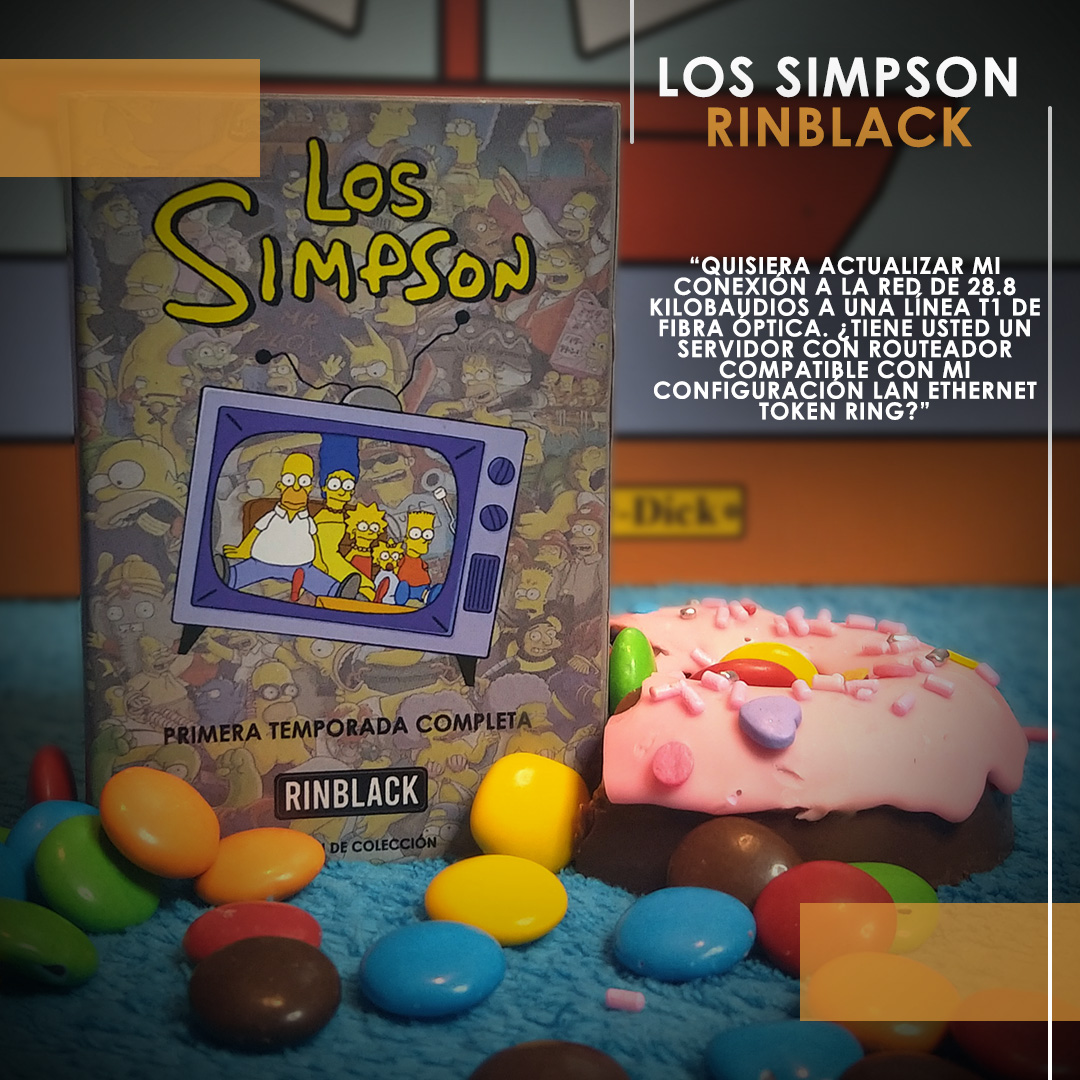 LOS SIMPSON
RINBLACK
“QUISIERA ACTUALIZAR MI
CONEXIÓN A LA RED DE 28.8
KILOBAUDIOS A UNA LÍNEA T1 DE
FIBRA ÓPTICA. ¿TIENE USTED UN
SERVIDOR CON ROUTEADOR
COMPATIBLE CON MI
CONFIGURACIÓN LAN ETHERNET
TOKEN RING?”
Los
SIMPSON
-Dick
PRIMERA TEMPORADA COMPLETA
RINBLACK
DE COLECCIÓN